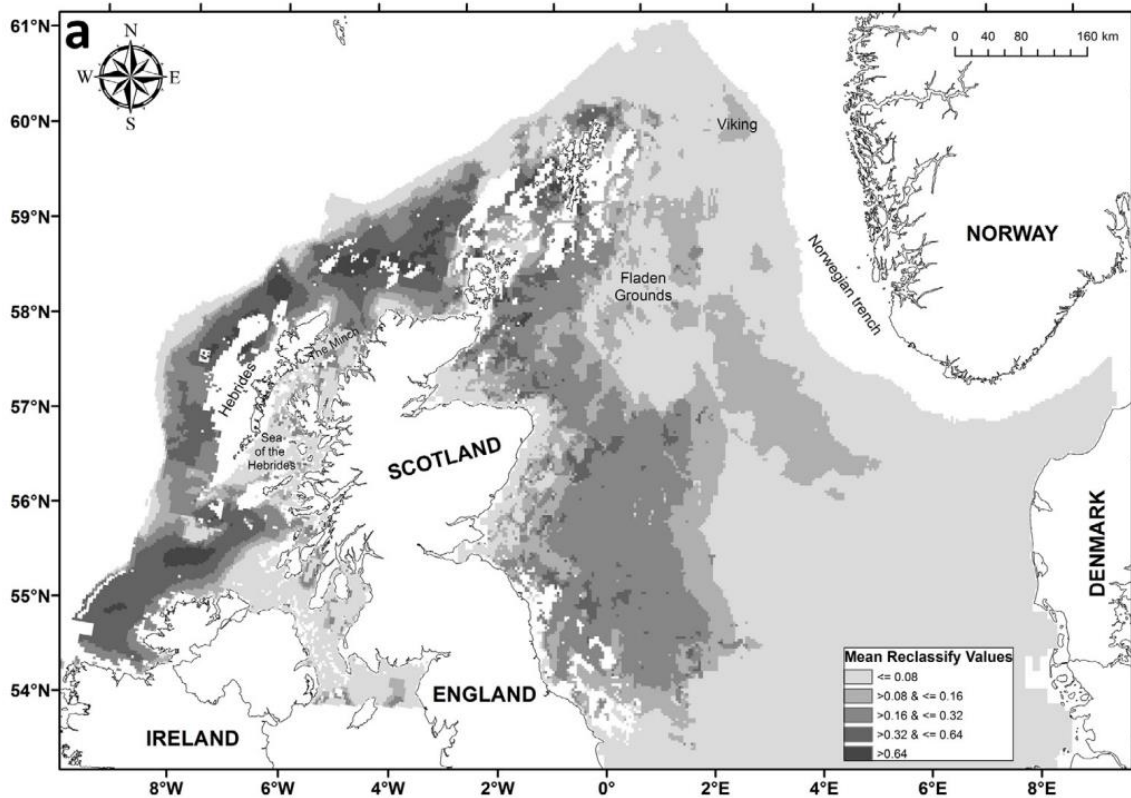 a
N
W E
S
0 40 80 160 km
61°N
60°N
59°N
58°N
57°N
56°N
55°N
54°N
Viking
NORWAY
Norwegian trench
Fladen
Grounds
The Minch
Hebrides
Sea
of the
Hebrides
SCOTLAND
DENMARK
ENGLAND
IRELAND
Mean Reclassify Values
<= 0.08
>0.08 & <= 0.16
>0.16 & <= 0.32
>0.32 & <= 0.64
>0.64
8°W 6°W 4°W 2°W 0° 2°E 4°E 6°E 8°E